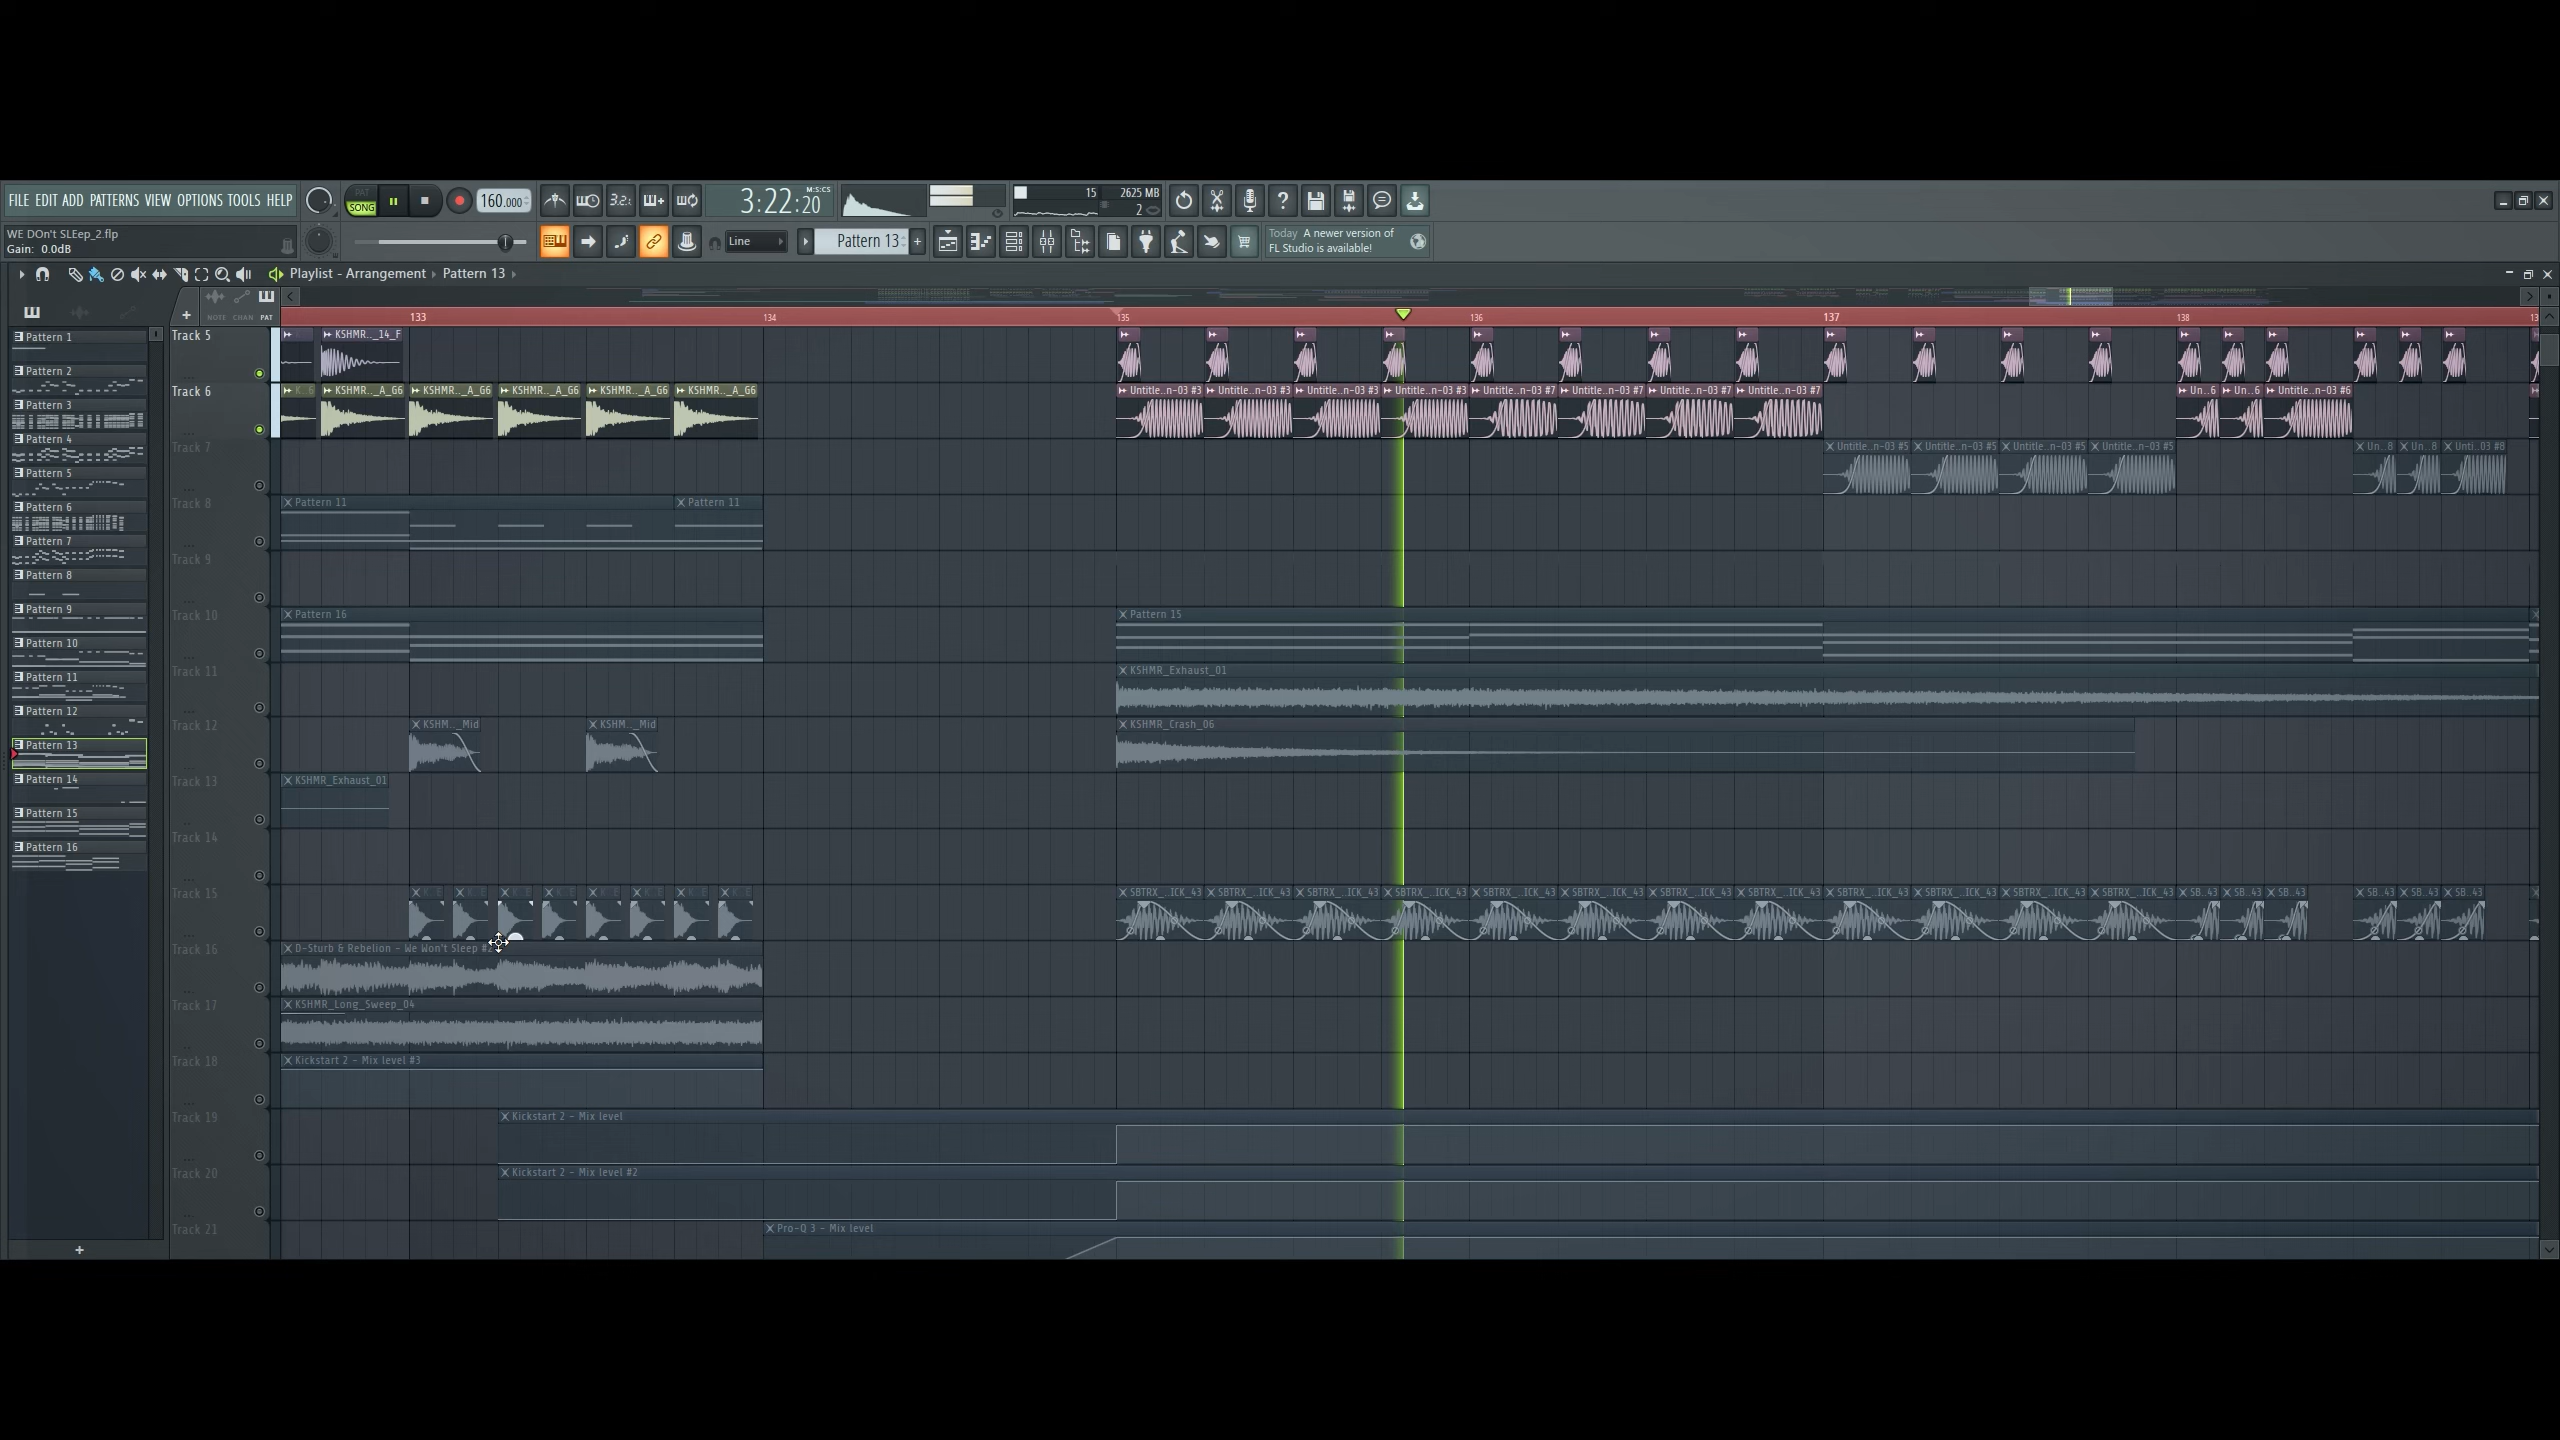 FILE EDIT ADD PATTERNS VIEW OPTIONS TOOLS HELP
PAT
SONG
160.000
3:22:20
M:S:CS
15
2625 MB
2
WE DOn't SLEep_2.flp
Gain: 0.0dB
Line
Pattern 13
Today A newer version of
FL Studio is available!
Playlist - Arrangement Pattern 13
NOTE CHAN PAT
133 134 135 136 137 138 13
Pattern 1
Pattern 2
Pattern 3
Pattern 4
Pattern 5
Pattern 6
Pattern 7
Pattern 8
Pattern 9
Pattern 10
Pattern 11
Pattern 12
Pattern 13
Pattern 14
Pattern 15
Pattern 16
Track 5
KSHMR.._14_F
Track 6
KSHMR.._A_G6 KSHMR.._A_G6 KSHMR.._A_G6 KSHMR.._A_G6 KSHMR.._A_G6
Untitle..n-03 #3 Untitle..n-03 #3 Untitle..n-03 #3 Untitle..n-03 #3 Untitle..n-03 #7 Untitle..n-03 #7 Untitle..n-03 #7 Untitle..n-03 #7 Un..6 Un..6 Untitle..n-03 #6
Track 7
Untitle..n-03 #5 Untitle..n-03 #5 Untitle..n-03 #5 Untitle..n-03 #5 Un..8 Un..8 Unti..03 #8
Track 8
Pattern 11 Pattern 11
Track 9
Track 10
Pattern 16 Pattern 15
Track 11
KSHMR_Exhaust_01
Track 12
KSHM.._Mid KSHM.._Mid KSHMR_Crash_06
Track 13
KSHMR_Exhaust_01
Track 14
Track 15
SBTRX_..ICK_43 SBTRX_..ICK_43 SBTRX_..ICK_43 SBTRX_..ICK_43 SBTRX_..ICK_43 SBTRX_..ICK_43 SBTRX_..ICK_43 SBTRX_..ICK_43 SBTRX_..ICK_43 SBTRX_..ICK_43 SBTRX_..ICK_43 SBTRX_..ICK_43 SB..43 SB..43 SB..43 SB..43 SB..43 SB..43
Track 16
D-Sturb & Rebelion - We Won't Sleep
Track 17
KSHMR_Long_Sweep_04
Track 18
Kickstart 2 - Mix level #3
Track 19
Kickstart 2 - Mix level
Track 20
Kickstart 2 - Mix level #2
Track 21
Pro-Q 3 - Mix level